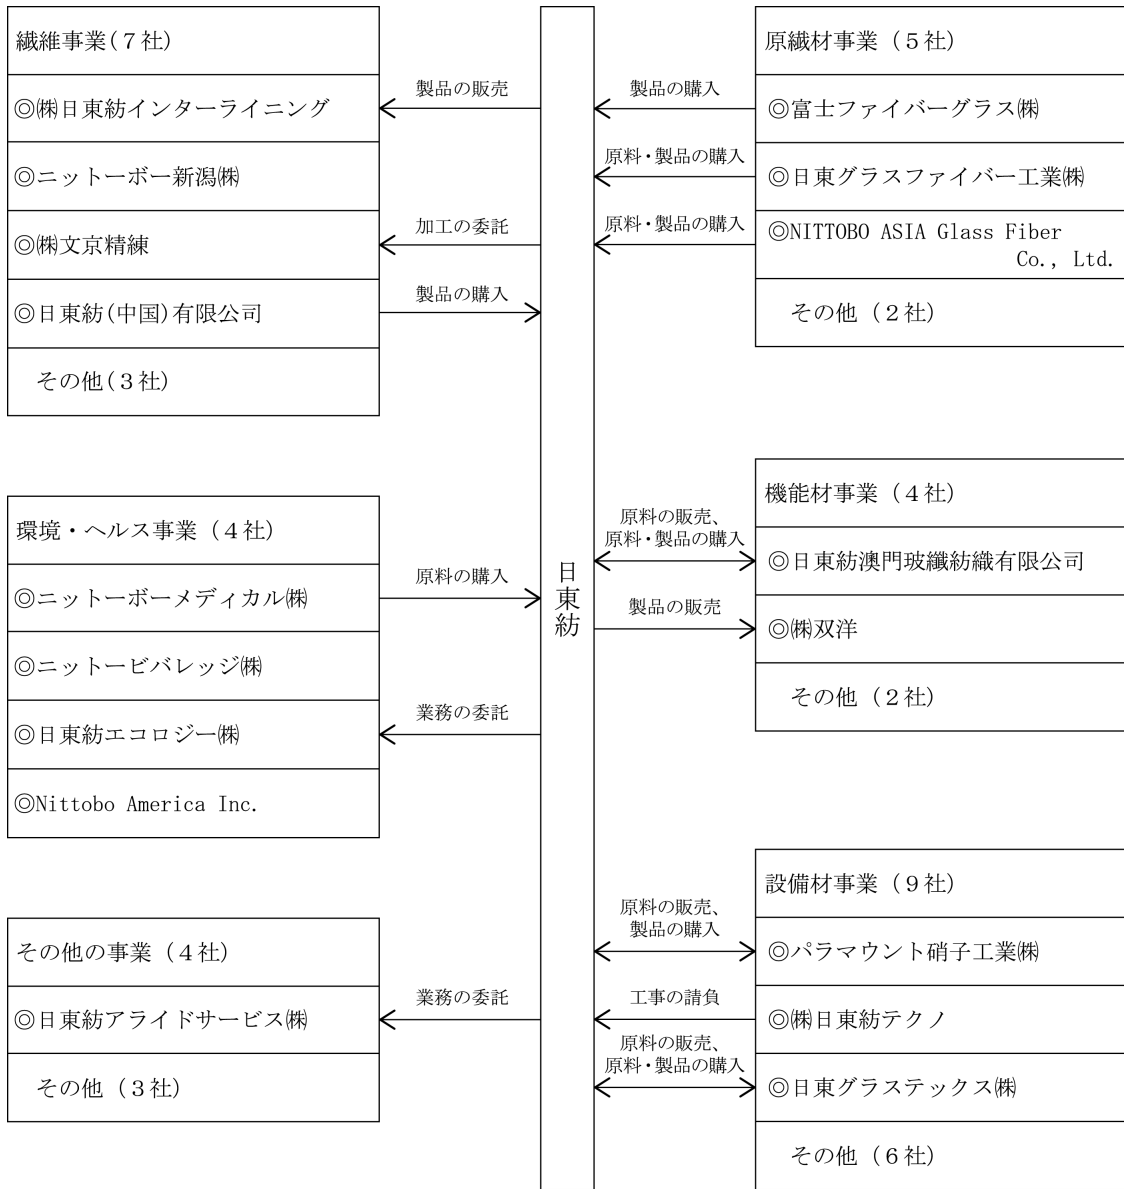 繊維事業(７社)
◎㈱日東紡インターライニング
◎ニットーボー新潟㈱
◎㈱文京精練
◎日東紡(中国)有限公司
その他(３社)
製品の販売
加工の委託
製品の購入
環境・ヘルス事業（４社）
◎ニットーボーメディカル㈱
◎ニットービバレッジ㈱
◎日東紡エコロジー㈱
◎Nittobo America Inc.
原料の購入
業務の委託
その他の事業（４社）
◎日東紡アライドサービス㈱
その他（３社）
業務の委託
日東紡
原繊材事業（５社）
◎富士ファイバーグラス㈱
◎日東グラスファイバー工業㈱
◎NITTOBO ASIA Glass Fiber
Co., Ltd.
その他（２社）
製品の購入
原料・製品の購入
原料・製品の購入
機能材事業（４社）
◎日東紡澳門玻纖紡織有限公司
◎㈱双洋
その他（２社）
原料の販売、
原料・製品の購入
製品の販売
設備材事業（９社）
◎パラマウント硝子工業㈱
◎㈱日東紡テクノ
◎日東グラステックス㈱
その他（６社）
原料の販売、
製品の購入
工事の請負
原料の販売、
原料・製品の購入